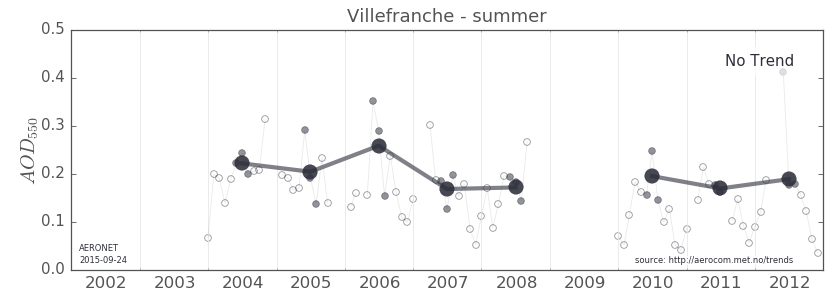 Villefranche - summer
No Trend
AOD550
0.5
0.4
0.3
0.2
0.1
0.0
AERONET
2015-09-24
source: http://aerocom.met.no/trends
2002 2003 2004 2005 2006 2007 2008 2009 2010 2011 2012